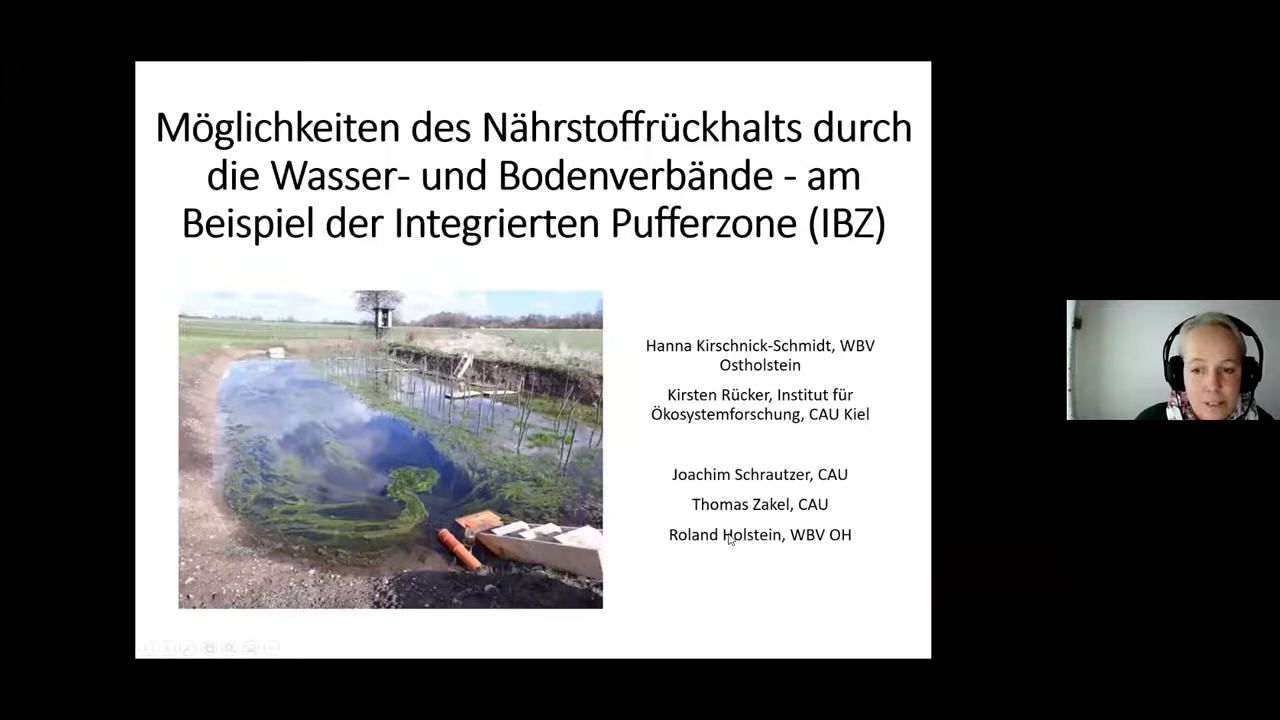 Möglichkeiten des Nährstoffrückhalts durch
die Wasser- und Bodenverbände - am
Beispiel der Integrierten Pufferzone (IBZ)
Hanna Kirschnick-Schmidt, WBV
Ostholstein
Kirsten Rücker, Institut für
Ökosystemforschung, CAU Kiel
Joachim Schrautzer, CAU
Thomas Zakel, CAU
Roland Holstein, WBV OH